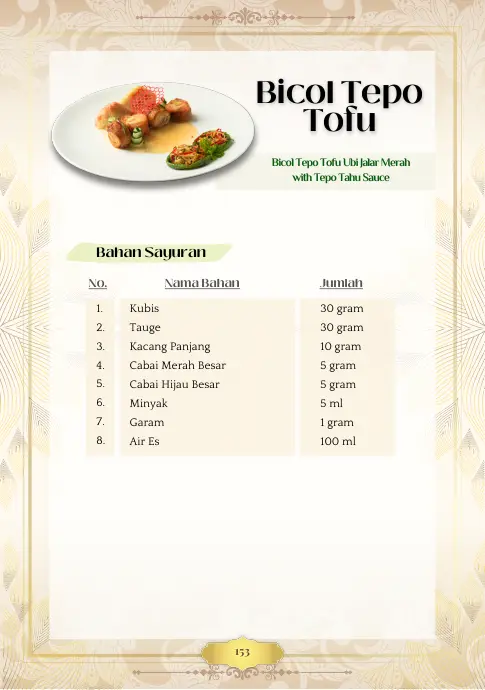 Bicol Tepo
Tofu
Bicol Tepo Tofu Ubi Jalar Merah
with Tepo Tahu Sauce
Bahan Sayuran
No. Nama Bahan Jumlah
1. Kubis 30 gram
2. Tauge 30 gram
3. Kacang Panjang 10 gram
4. Cabai Merah Besar 5 gram
5. Cabai Hijau Besar 5 gram
6. Minyak 5 ml
7. Garam 1 gram
8. Air Es 100 ml
153